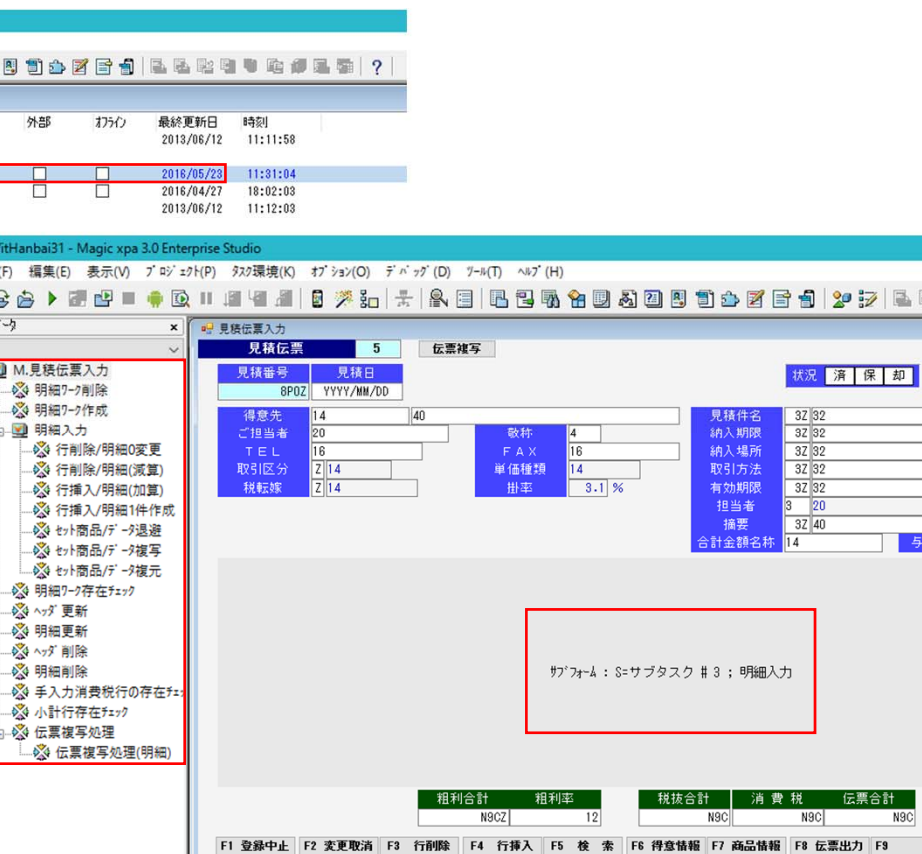 外部 ｵﾌﾗｲﾝ 最終更新日 時刻
2013/06/12 11:11:58
2016/05/23 11:31:04
2016/04/27 18:02:03
2013/06/12 11:12:03
itHanbai31 - Magic xpa 3.0 Enterprise Studio
(F) 編集(E) 表示(V) ﾌﾟﾛｼﾞｪｸﾄ(P) ﾀｽｸ環境(K) ｵﾌﾟｼｮﾝ(O) ﾃﾞﾊﾞｯｸﾞ(D) ﾂｰﾙ(T) ﾍﾙﾌﾟ(H)
ｰﾀ
M.見積伝票入力
明細ﾜｰｸ削除
明細ﾜｰｸ作成
明細入力
行削除/明細0変更
行削除/明細(減算)
行挿入/明細(加算)
行挿入/明細1件作成
ｾｯﾄ商品/ﾃﾞｰﾀ退避
ｾｯﾄ商品/ﾃﾞｰﾀ複写
ｾｯﾄ商品/ﾃﾞｰﾀ復元
明細ﾜｰｸ存在ﾁｪｯｸ
ﾍｯﾀﾞ更新
明細更新
ﾍｯﾀﾞ削除
明細削除
手入力消費税行の存在ﾁｪｯ
小計行存在ﾁｪｯｸ
伝票複写処理
伝票複写処理(明細)
見積伝票入力
見積伝票 5 伝票複写
見積番号 見積日
8P0Z YYYY/MM/DD
状況 済 保 却
得意先 14 40 見積件名 3Z 32
ご担当者 20 敬称 4 納入期限 3Z 32
ＴＥＬ 16 ＦＡＸ 16 納入場所 3Z 32
取引区分 Z 14 単価種類 14 取引方法 3Z 32
税転嫁 Z 14 掛率 3.1 % 有効期限 3Z 32
担当者 3 20
摘要 3Z 40
合計金額名称 14 与
ｻﾌﾞﾌｫｰﾑ : S=サブタスク # 3 ; 明細入力
粗利合計 粗利率 税抜合計 消 費 税 伝票合計
N9CZ 12 N9C N9C N9C
F1 登録中止 F2 変更取消 F3 行削除 F4 行挿入 F5 検 索 F6 得意情報 F7 商品情報 F8 伝票出力 F9